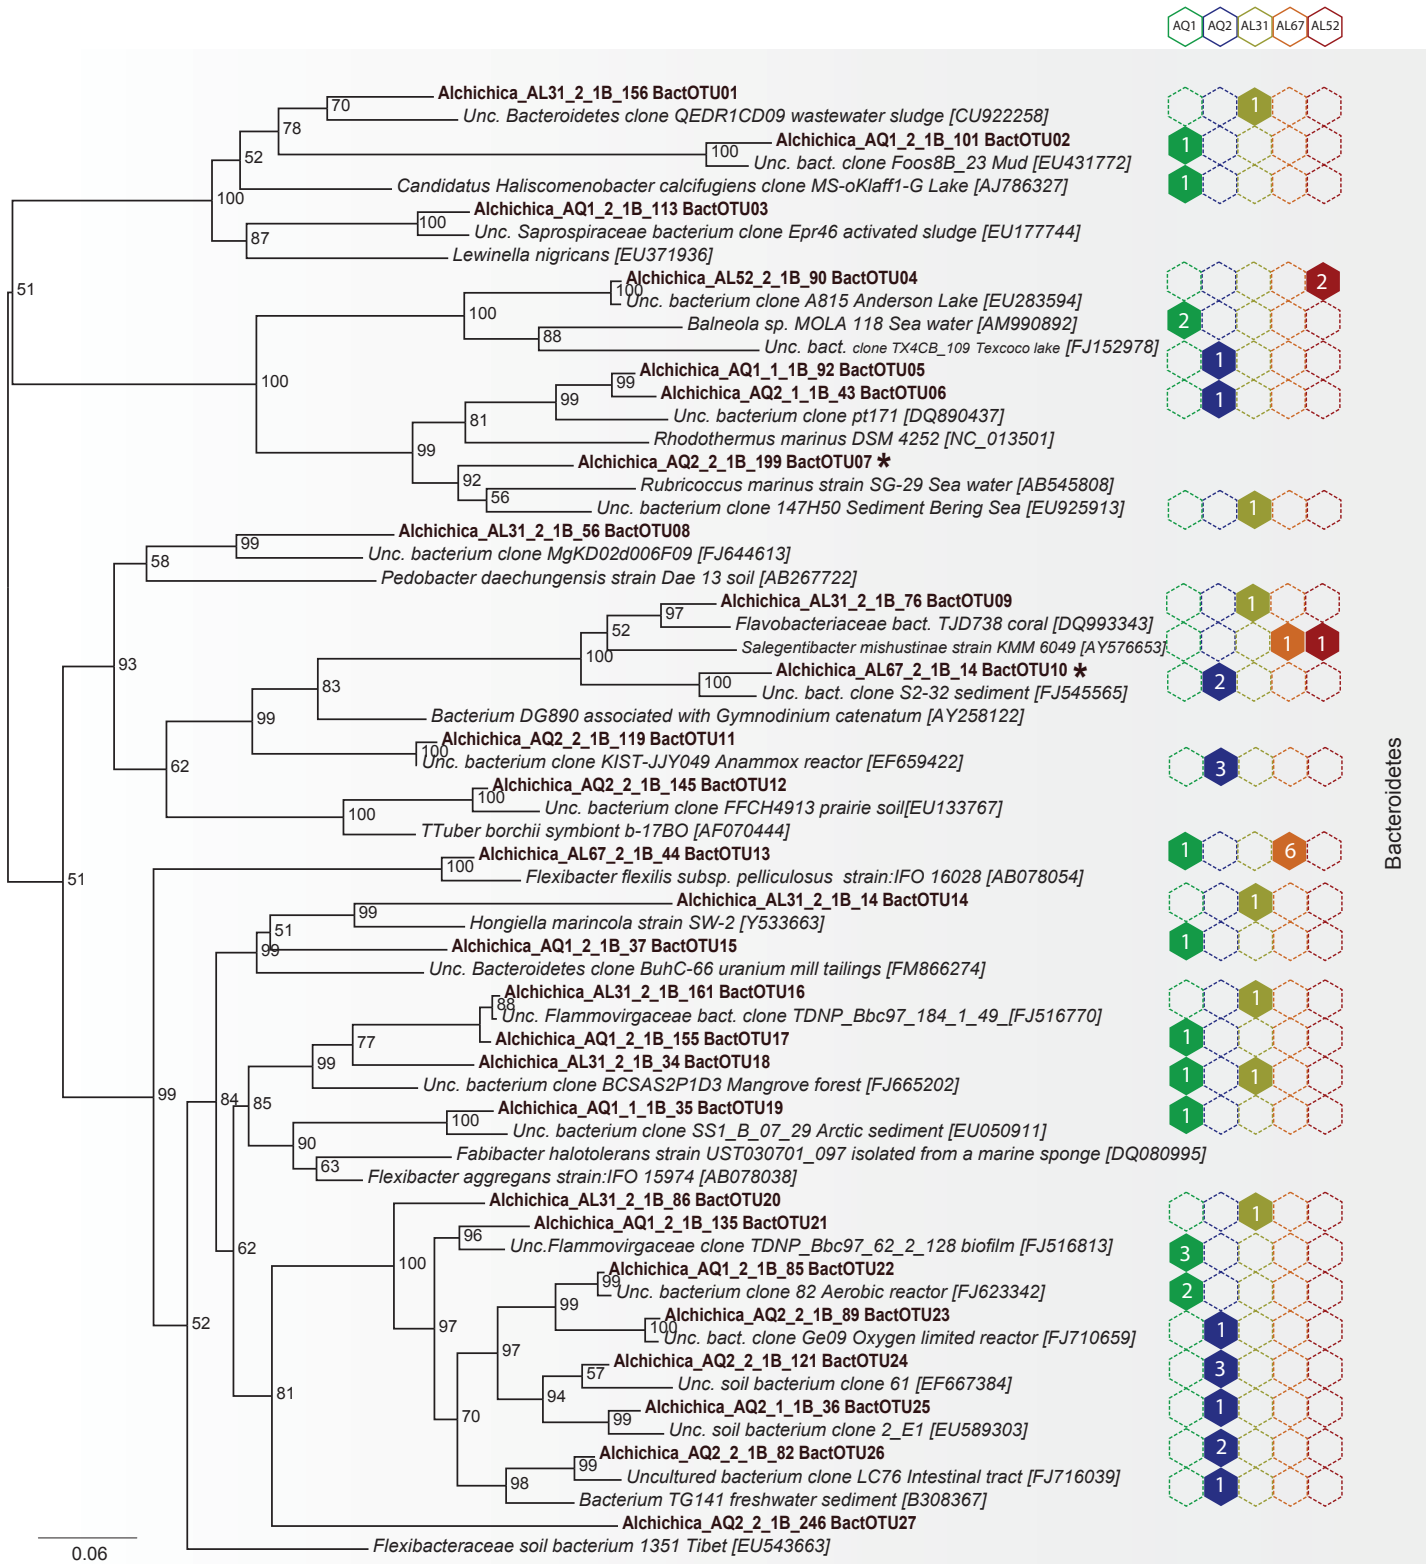 AQ1 AQ2 AL31 AL67 AL52
Alchichica_AL31_2_1B_156 BactOTU01
70
Unc. Bacteroidetes clone QEDR1CD09 wastewater sludge [CU922258]
1
78
Alchichica_AQ1_2_1B_101 BactOTU02
100
1
52
Unc. bact. clone Foos8B_23 Mud [EU431772]
Candidatus Haliscomenobacter calcifugiens clone MS-oKlaff1-G Lake [AJ786327]
1
100
Alchichica_AQ1_2_1B_113 BactOTU03
100
Unc. Saprospiraceae bacterium clone Epr46 activated sludge [EU177744]
87
Lewinella nigricans [EU371936]
51
Alchichica_AL52_2_1B_90 BactOTU04
2
100
Unc. bacterium clone A815 Anderson Lake [EU283594]
100
Balneola sp. MOLA 118 Sea water [AM990892]
2
88
Unc. bact. clone TX4CB_109 Texcoco lake [FJ152978]
1
Alchichica_AQ1_1_1B_92 BactOTU05
100
99
Alchichica_AQ2_1_1B_43 BactOTU06
1
99
Unc. bacterium clone pt171 [DQ890437]
81
Rhodothermus marinus DSM 4252 [NC_013501]
99
Alchichica_AQ2_2_1B_199 BactOTU07 *
92
Rubricoccus marinus strain SG-29 Sea water [AB545808]
56
Unc. bacterium clone 147H50 Sediment Bering Sea [EU925913]
1
Alchichica_AL31_2_1B_56 BactOTU08
99
Unc. bacterium clone MgKD02d006F09 [FJ644613]
58
Pedobacter daechungensis strain Dae 13 soil [AB267722]
Alchichica_AL31_2_1B_76 BactOTU09
1
97
Flavobacteriaceae bact. TJD738 coral [DQ993343]
52
Salegentibacter mishustinae strain KMM 6049 [AY576653]
1 1
100
93
Alchichica_AL67_2_1B_14 BactOTU10 *
100
2
83
Unc. bact. clone S2-32 sediment [FJ545565]
Bacterium DG890 associated with Gymnodinium catenatum [AY258122]
99
Alchichica_AQ2_2_1B_119 BactOTU11
100
Unc. bacterium clone KIST-JJY049 Anammox reactor [EF659422]
62
3
Alchichica_AQ2_2_1B_145 BactOTU12
100
Unc. bacterium clone FFCH4913 prairie soil[EU133767]
100
TTuber borchii symbiont b-17BO [AF070444]
Bacteroidetes
Alchichica_AL67_2_1B_44 BactOTU13
1 6
100
Flexibacter flexilis subsp. pelliculosus strain:IFO 16028 [AB078054]
51
Alchichica_AL31_2_1B_14 BactOTU14
1
99
Hongiella marincola strain SW-2 [Y533663]
51
Alchichica_AQ1_2_1B_37 BactOTU15
1
99
Unc. Bacteroidetes clone BuhC-66 uranium mill tailings [FM866274]
Alchichica_AL31_2_1B_161 BactOTU16
1
88
Unc. Flammovirgaceae bact. clone TDNP_Bbc97_184_1_49_[FJ516770]
Alchichica_AQ1_2_1B_155 BactOTU17
1
77
Alchichica_AL31_2_1B_34 BactOTU18
99
1 1
Unc. bacterium clone BCSAS2P1D3 Mangrove forest [FJ665202]
99
84
85
Alchichica_AQ1_1_1B_35 BactOTU19
1
100
Unc. bacterium clone SS1_B_07_29 Arctic sediment [EU050911]
90
Fabibacter halotolerans strain UST030701_097 isolated from a marine sponge [DQ080995]
63
Flexibacter aggregans strain:IFO 15974 [AB078038]
Alchichica_AL31_2_1B_86 BactOTU20
1
Alchichica_AQ1_2_1B_135 BactOTU21
96
Unc.Flammovirgaceae clone TDNP_Bbc97_62_2_128 biofilm [FJ516813]
62
3
100
Alchichica_AQ1_2_1B_85 BactOTU22
99
Unc. bacterium clone 82 Aerobic reactor [FJ623342]
2
99
Alchichica_AQ2_2_1B_89 BactOTU23
52
97
100
1
Unc. bact. clone Ge09 Oxygen limited reactor [FJ710659]
97
Alchichica_AQ2_2_1B_121 BactOTU24
57
3
Unc. soil bacterium clone 61 [EF667384]
81
94
Alchichica_AQ2_1_1B_36 BactOTU25
1
70
99
Unc. soil bacterium clone 2_E1 [EU589303]
Alchichica_AQ2_2_1B_82 BactOTU26
2
99
Uncultured bacterium clone LC76 Intestinal tract [FJ716039]
98
1
Bacterium TG141 freshwater sediment [B308367]
Alchichica_AQ2_2_1B_246 BactOTU27
Flexibacteraceae soil bacterium 1351 Tibet [EU543663]
0.06